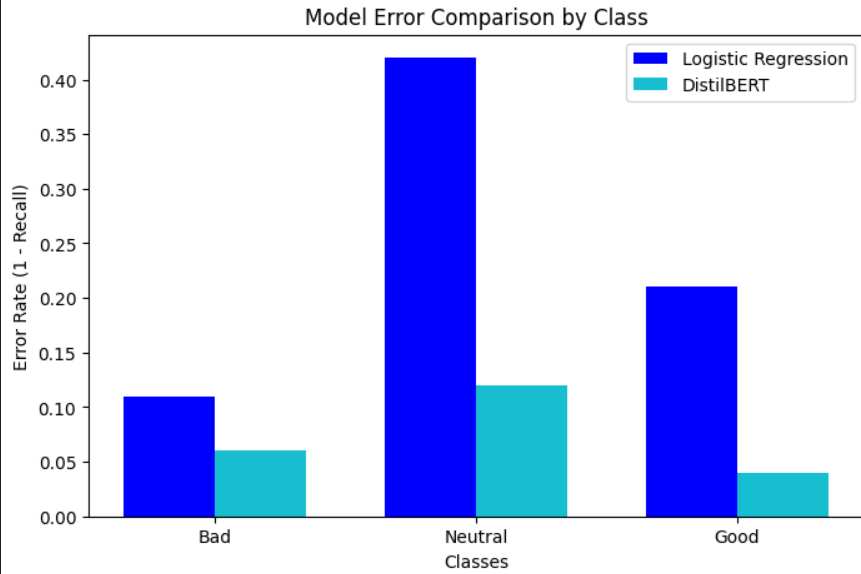 Model Error Comparison by Class
Logistic Regression
DistilBERT
Error Rate (1 - Recall)
0.40
0.35
0.30
0.25
0.20
0.15
0.10
0.05
0.00
Bad
Neutral
Good
Classes